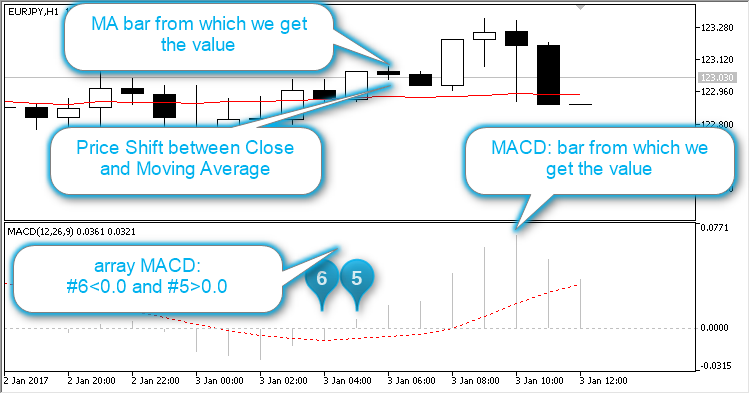 EURJPY,H1
MA bar from which we get
the value
123.280
123.120
123.030
122.960
122.800
Price Shift between Close
and Moving Average
MACD: bar from which we
get the value
MACD(12,26,9) 0.0361 0.0321
0.0771
array MACD:
#6<0.0 and #5>0.0
6
5
0.0000
-0.0315
2 Jan 2017
2 Jan 20:00
2 Jan 22:00
3 Jan 00:00
3 Jan 02:00
3 Jan 04:00
3 Jan 06:00
3 Jan 08:00
3 Jan 10:00
3 Jan 12:00